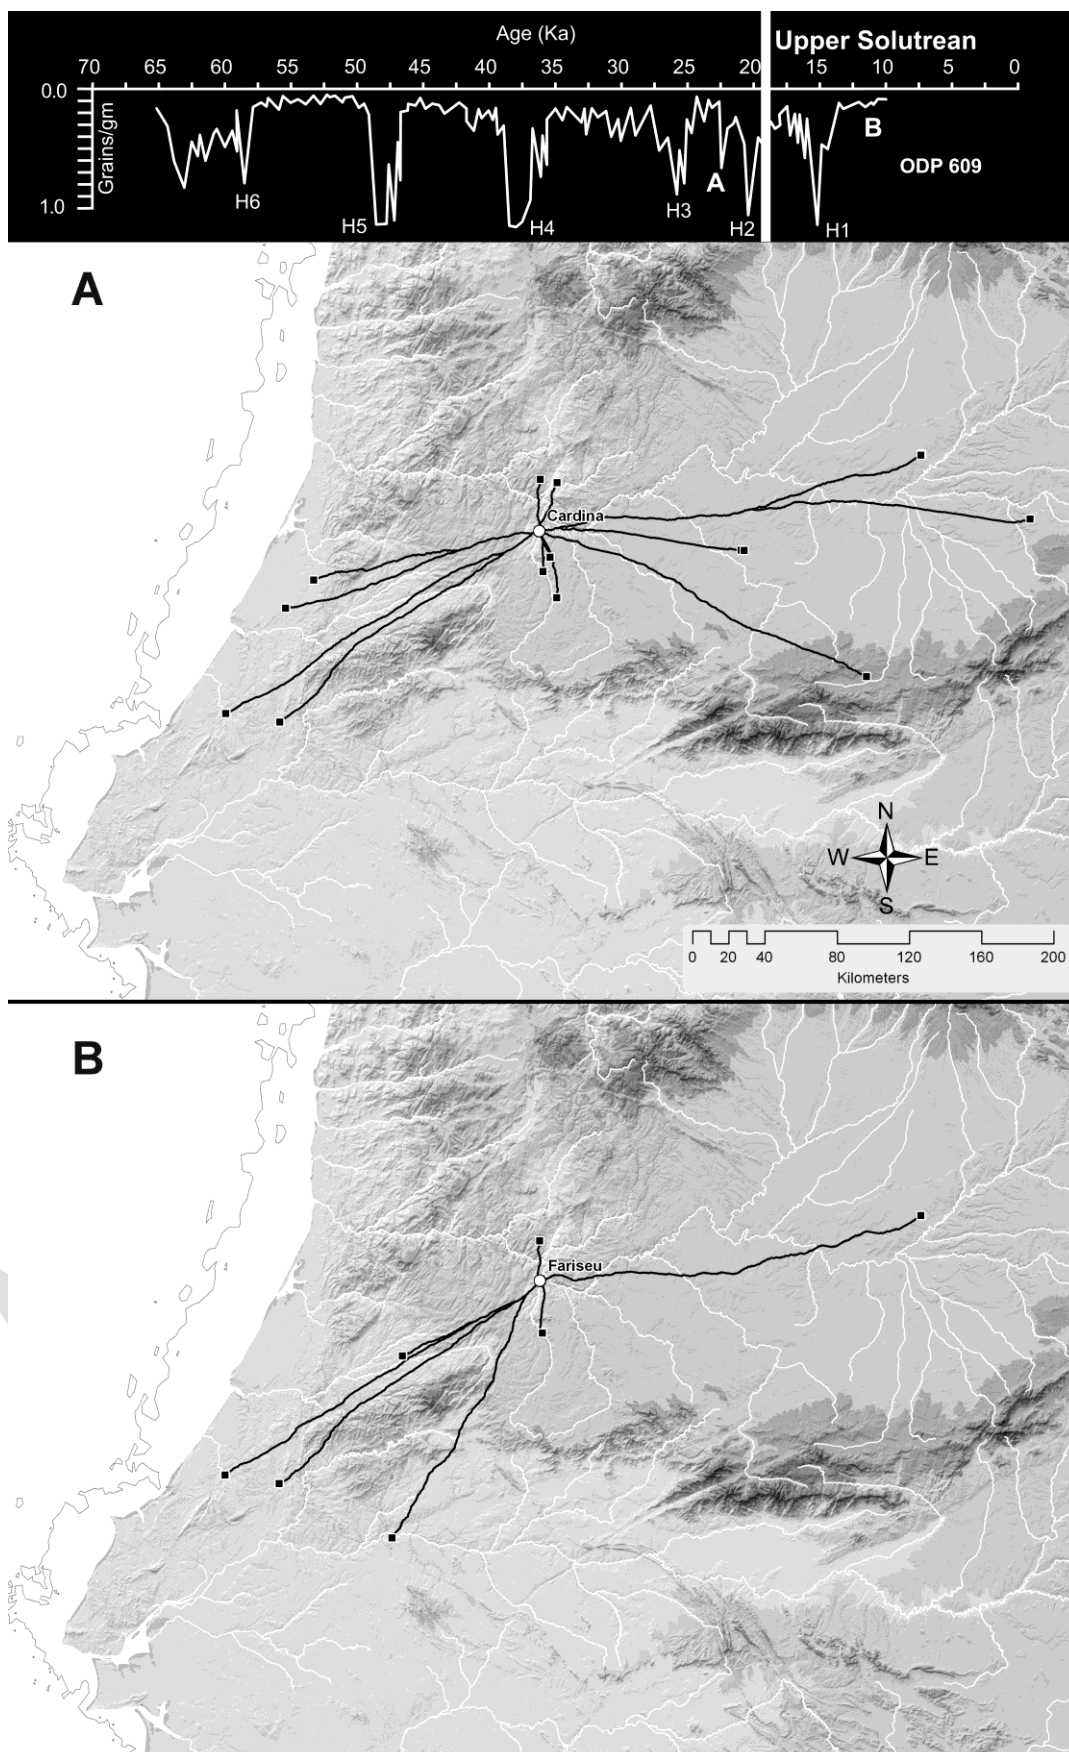 Age (Ka)
Upper Solutrean
70 65 60 55 50 45 40 35 30 25 20 15 10 5 0
0.0
Grains/gm
1.0
H6
H5
H4
H3
A
H2
H1
B
ODP 609
A
Cardina
N
W E
S
0 20 40 80 120 160 200
Kilometers
B
Fariseu